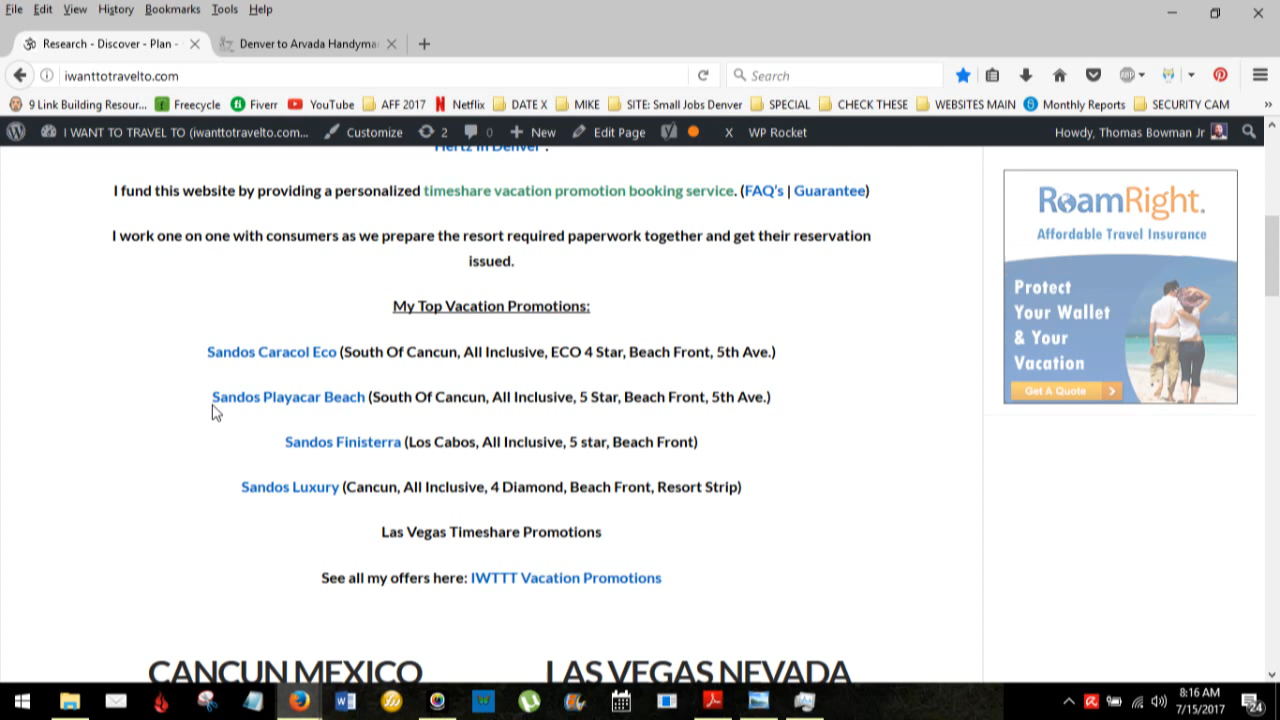 File Edit View History Bookmarks Tools Help
Research - Discover - Plan -
Denver to Arvada Handyma
iwanttotravelto.com
Search
9 Link Building Resour... Freecycle Fiverr YouTube AFF 2017 Netflix DATE X MIKE SITE: Small Jobs Denver SPECIAL CHECK THESE WEBSITES MAIN Monthly Reports SECURITY CAM
I WANT TO TRAVEL TO (iwanttotravelto.com... Customize 2 0 New Edit Page X WP Rocket Howdy, Thomas Bowman Jr
Hertz in Denver .
I fund this website by providing a personalized timeshare vacation promotion booking service. (FAQ's | Guarantee)
I work one on one with consumers as we prepare the resort required paperwork together and get their reservation
issued.
My Top Vacation Promotions:
Sandos Caracol Eco (South Of Cancun, All Inclusive, ECO 4 Star, Beach Front, 5th Ave.)
Sandos Playacar Beach (South Of Cancun, All Inclusive, 5 Star, Beach Front, 5th Ave.)
Sandos Finisterra (Los Cabos, All Inclusive, 5 star, Beach Front)
Sandos Luxury (Cancun, All Inclusive, 4 Diamond, Beach Front, Resort Strip)
Las Vegas Timeshare Promotions
See all my offers here: IWTTT Vacation Promotions
CANCUN MEXICO
LAS VEGAS NEVADA
RoamRight.
Affordable Travel Insurance
Protect
Your Wallet
& Your
Vacation
Get A Quote
8:16 AM
7/15/2017
24